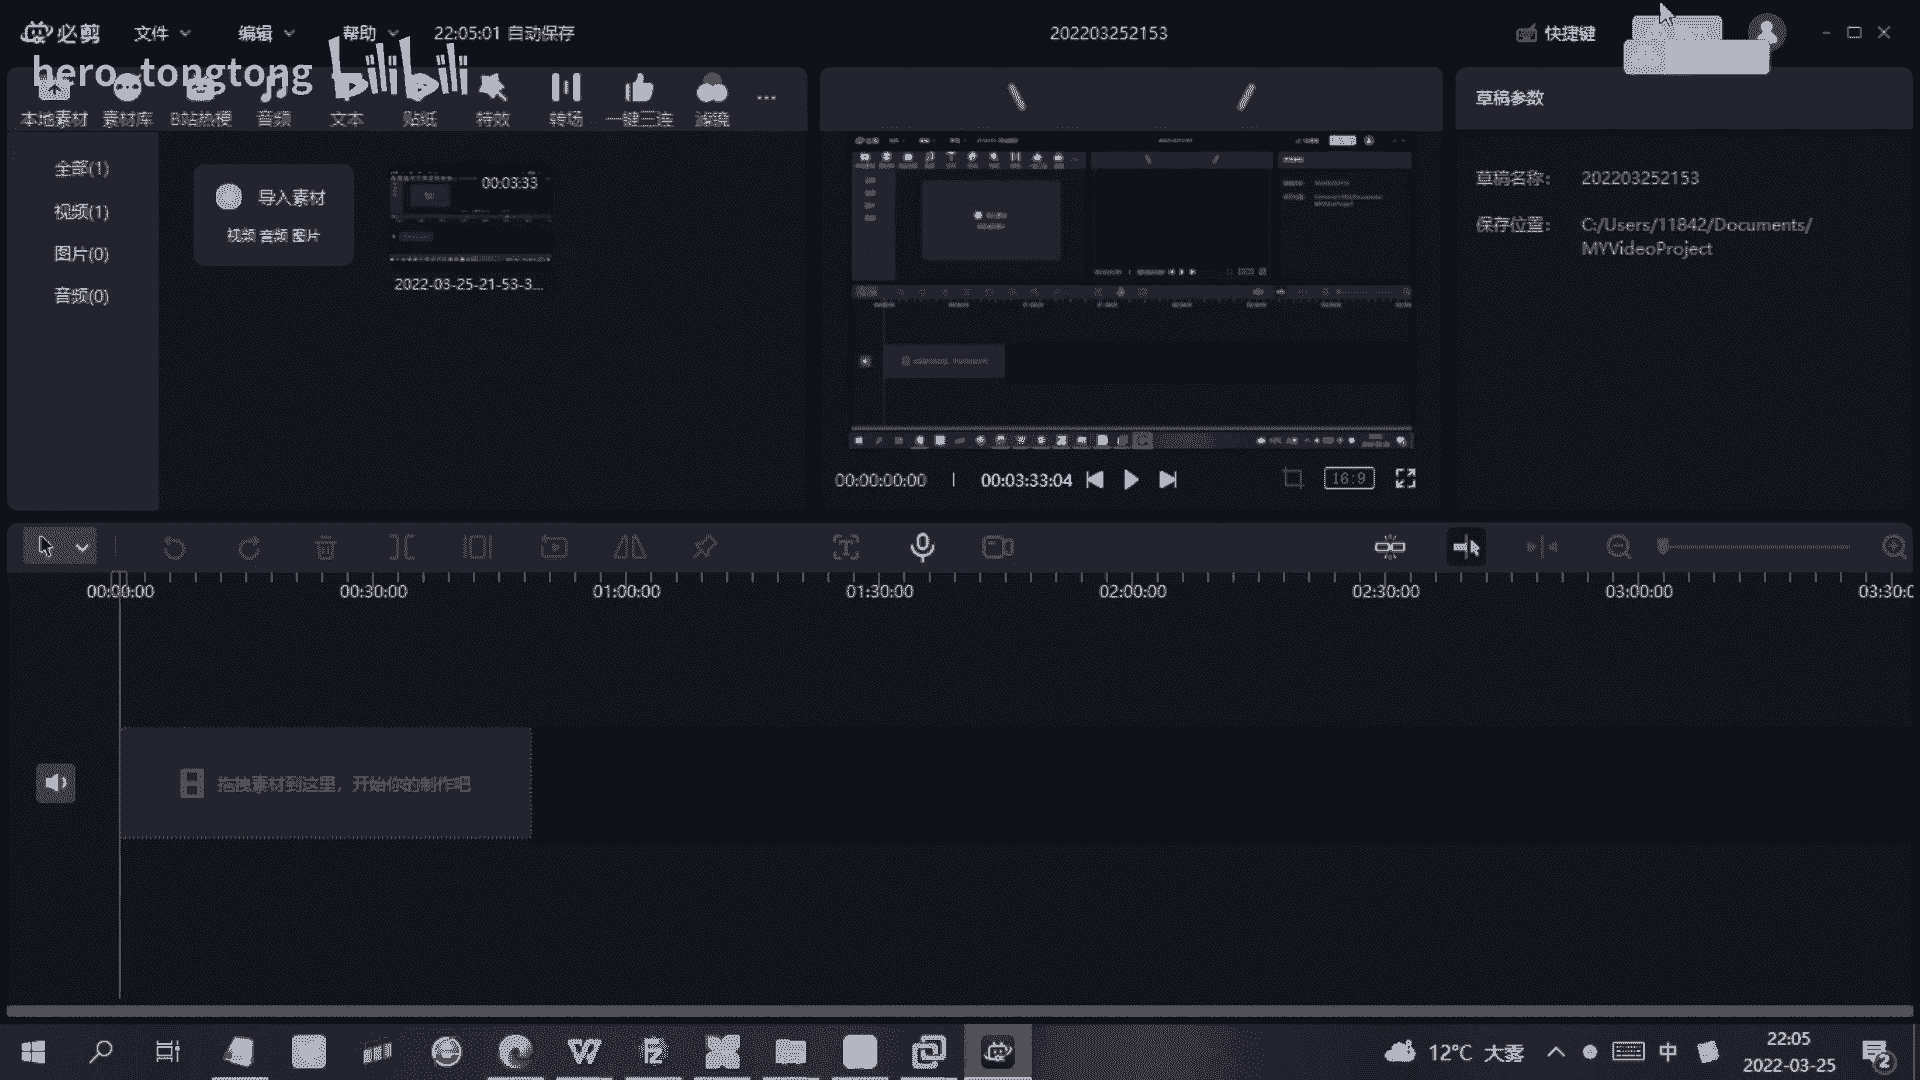 必剪 文件 编辑 帮助 22:05:01 自动保存 202203252153 快捷键
hero_tongtong bilibili
本地素材 素材库 B站热梗 音频 文本 贴纸 特效 转场 一键三连 滤镜 ...
草稿参数
全部(1)
视频(1)
图片(0)
音频(0)
导入素材
视频 音频 图片
00:03:33
2022-03-25-21-53-3...
草稿名称: 202203252153
保存位置: C:/Users/11842/Documents/
MYVideoProject
00:00:00:00 | 00:03:33:04 16:9
00:00:00 00:30:00 01:00:00 01:30:00 02:00:00 02:30:00 03:00:00 03:30:0
拖拽素材到这里，开始你的制作吧
12°C 大雾 中 22:05
2022-03-25 2